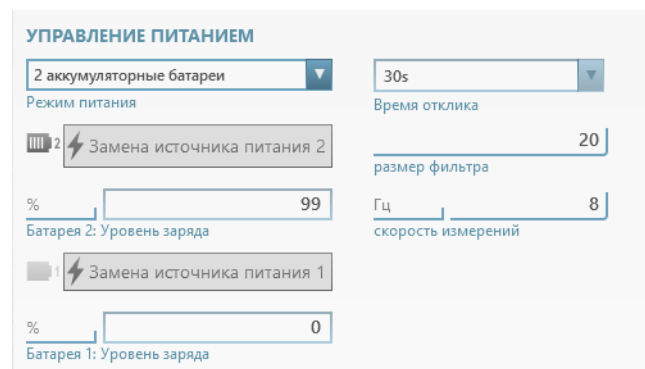 УПРАВЛЕНИЕ ПИТАНИЕМ
2 аккумуляторные батареи
Режим питания
2 Замена источника питания 2
% 99
Батарея 2: Уровень заряда
1 Замена источника питания 1
% 0
Батарея 1: Уровень заряда
30s
Время отклика
20
размер фильтра
Гц 8
скорость измерений